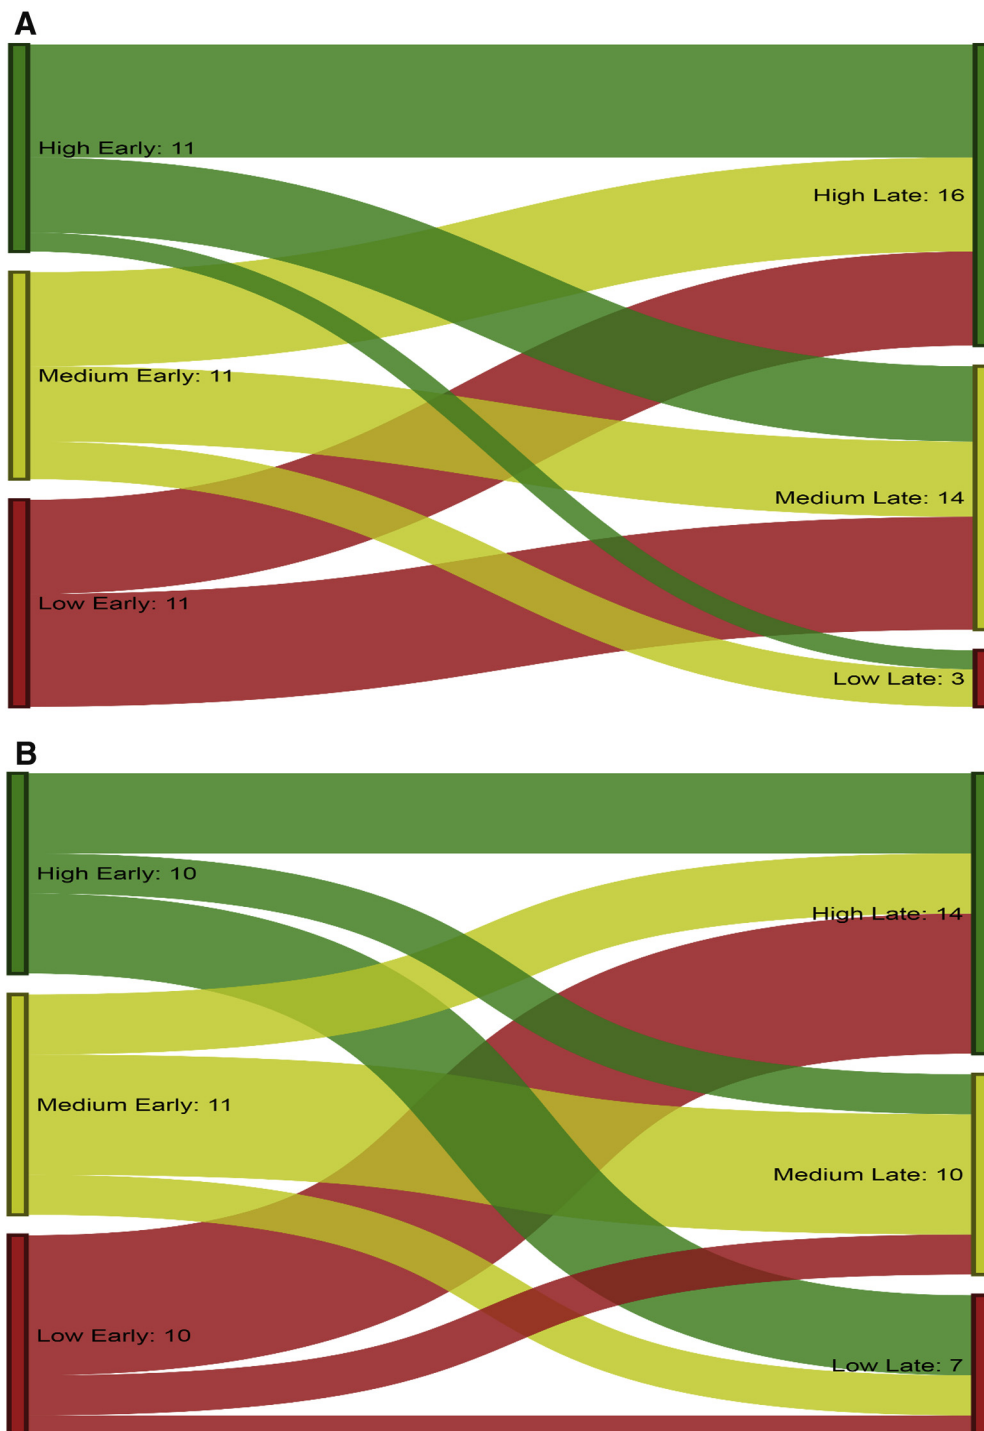 A
High Early: 11
High Late: 16
Medium Early: 11
Medium Late: 14
Low Early: 11
Low Late: 3
B
High Early: 10
High Late: 14
Medium Early: 11
Medium Late: 10
Low Early: 10
Low Late: 7